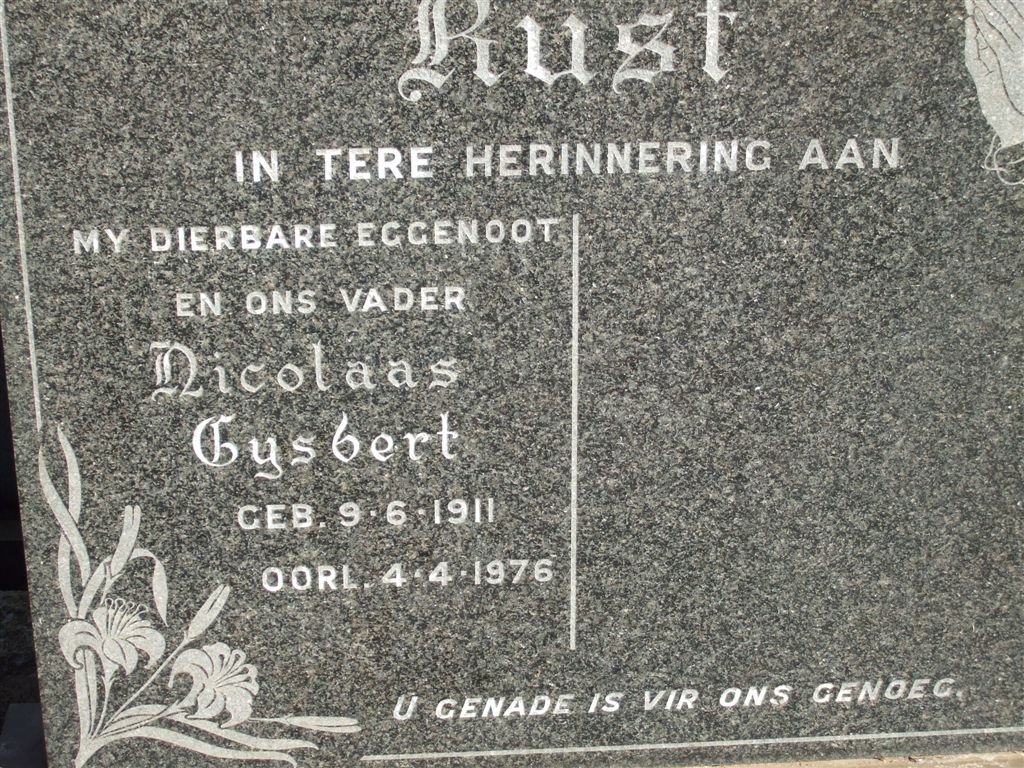 Rust
IN TERE HERINNERING AAN
MY DIERBARE EGGENOOT
EN ONS VADER
Nicolaas
Gysbert
GEB. 9·6·1911
OORL. 4·4·1976
U GENADE IS VIR ONS GENOEG.